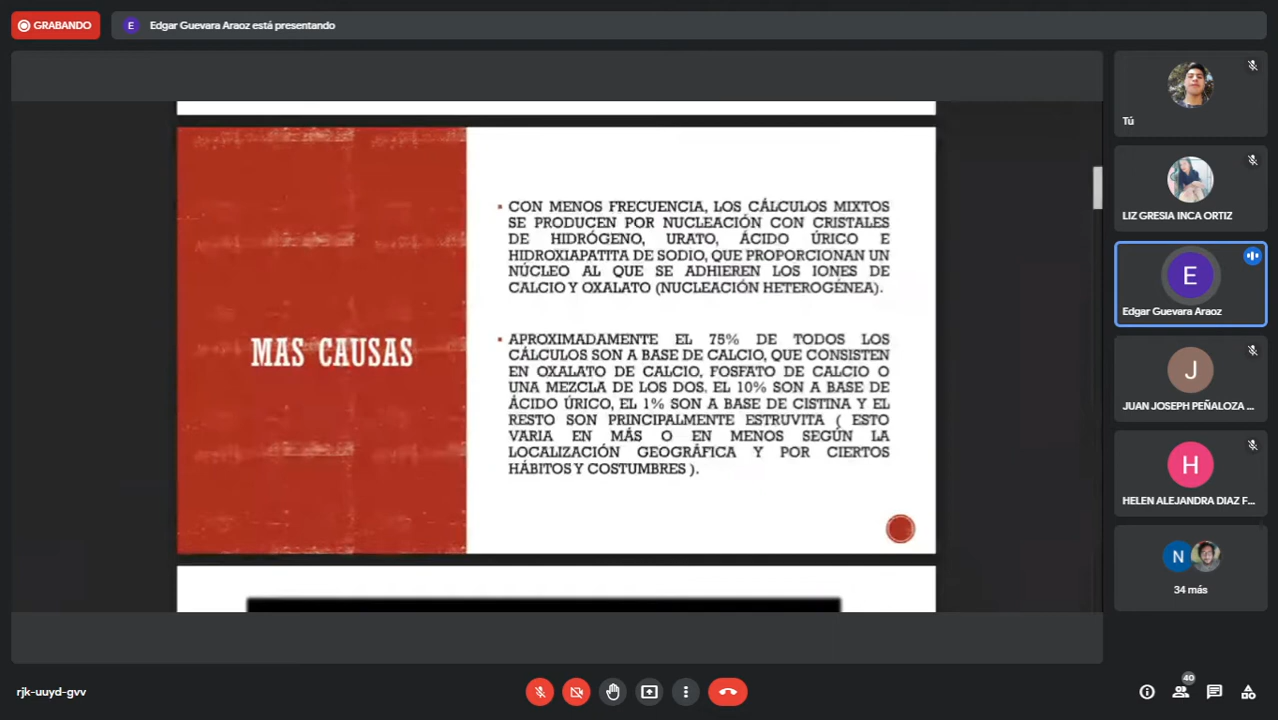 GRABANDO
E
Edgar Guevara Araoz está presentando
MAS CAUSAS
▪ CON MENOS FRECUENCIA, LOS CÁLCULOS MIXTOS
SE PRODUCEN POR NUCLEACIÓN CON CRISTALES
DE HIDRÓGENO, URATO, ÁCIDO ÚRICO E
HIDROXIAPATITA DE SODIO, QUE PROPORCIONAN UN
NÚCLEO AL QUE SE ADHIEREN LOS IONES DE
CALCIO Y OXALATO (NUCLEACIÓN HETEROGÉNEA).
▪ APROXIMADAMENTE EL 75% DE TODOS LOS
CÁLCULOS SON A BASE DE CALCIO, QUE CONSISTEN
EN OXALATO DE CALCIO, FOSFATO DE CALCIO O
UNA MEZCLA DE LOS DOS. EL 10% SON A BASE DE
ÁCIDO ÚRICO, EL 1% SON A BASE DE CISTINA Y EL
RESTO SON PRINCIPALMENTE ESTRUVITA ( ESTO
VARIA EN MÁS O EN MENOS SEGÚN LA
LOCALIZACIÓN GEOGRÁFICA Y POR CIERTOS
HÁBITOS Y COSTUMBRES ).
Tú
LIZ GRESIA INCA ORTIZ
E
Edgar Guevara Araoz
J
JUAN JOSEPH PEÑALOZA ...
H
HELEN ALEJANDRA DIAZ F...
N
34 más
rjk-uuyd-gvv
40